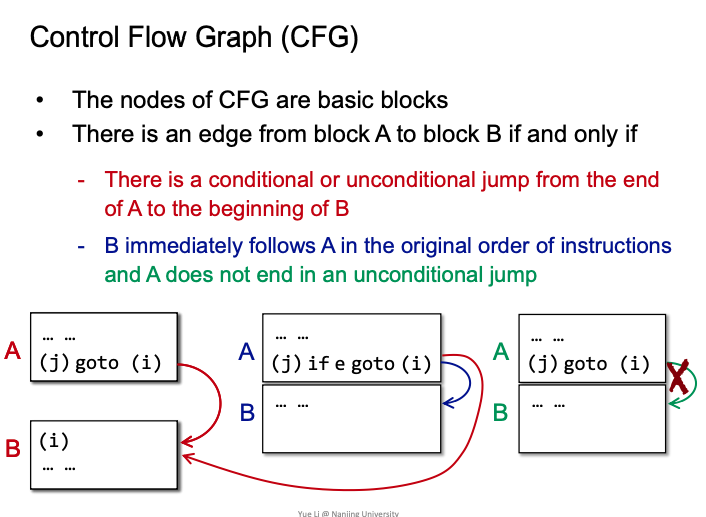 Control Flow Graph (CFG)
• The nodes of CFG are basic blocks
• There is an edge from block A to block B if and only if
- There is a conditional or unconditional jump from the end
of A to the beginning of B
- B immediately follows A in the original order of instructions
and A does not end in an unconditional jump
A
... ...
(j) goto (i)
B
(i)
... ...
A
... ...
(j) if e goto (i)
B
... ...
A
... ...
(j) goto (i)
X
B
... ...
Yue Li @ Nanjing University